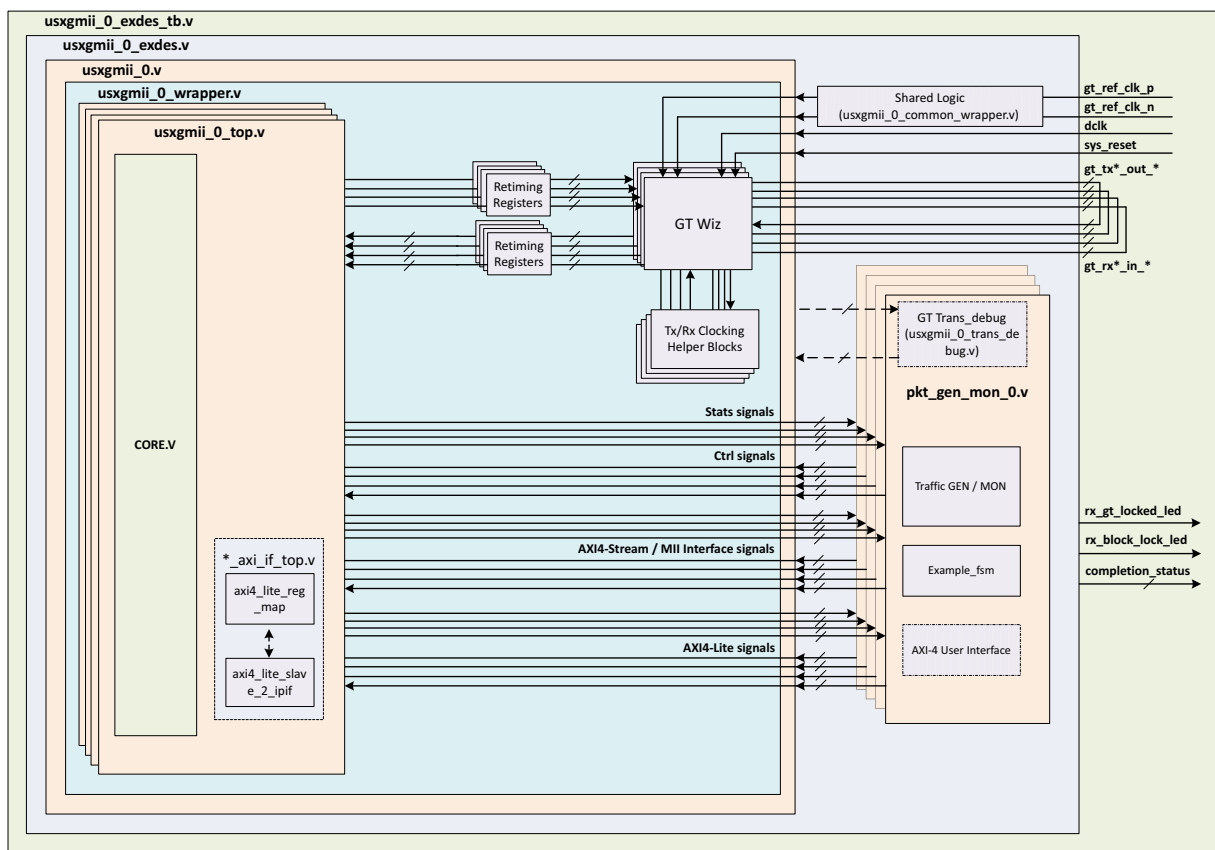 usxgmii_0_exdes_tb.v
usxgmii_0_exdes.v
usxgmii_0.v
usxgmii_0_wrapper.v
usxgmii_0_top.v
CORE.V
*_axi_if_top.v
axi4_lite_reg
_map
axi4_lite_slav
e_2_ipif
Retiming
Registers
Retiming
Registers
GT Wiz
Tx/Rx Clocking
Helper Blocks
Shared Logic
(usxgmii_0_common_wrapper.v)
gt_ref_clk_p
gt_ref_clk_n
dclk
sys_reset
gt_tx*_out_*
gt_rx*_in_*
GT Trans_debug
(usxgmii_0_trans_de
bug.v)
pkt_gen_mon_0.v
Stats signals
Ctrl signals
Traffic GEN / MON
AXI4-Stream / MII Interface signals
Example_fsm
AXI4-Lite signals
AXI-4 User Interface
rx_gt_locked_led
rx_block_lock_led
completion_status